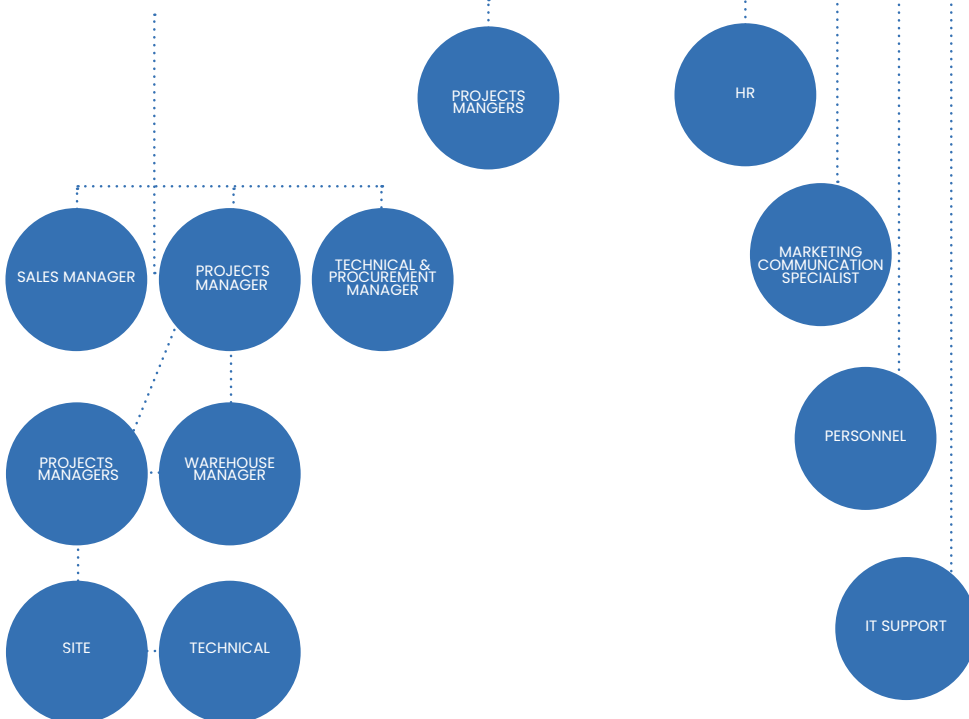 PROJECTS
MANGERS
HR
MARKETING
COMMUNCATION
SPECIALIST
SALES MANAGER
PROJECTS
MANAGER
TECHNICAL &
PROCUREMENT
MANAGER
PROJECTS
MANAGERS
WAREHOUSE
MANAGER
PERSONNEL
SITE
TECHNICAL
IT SUPPORT